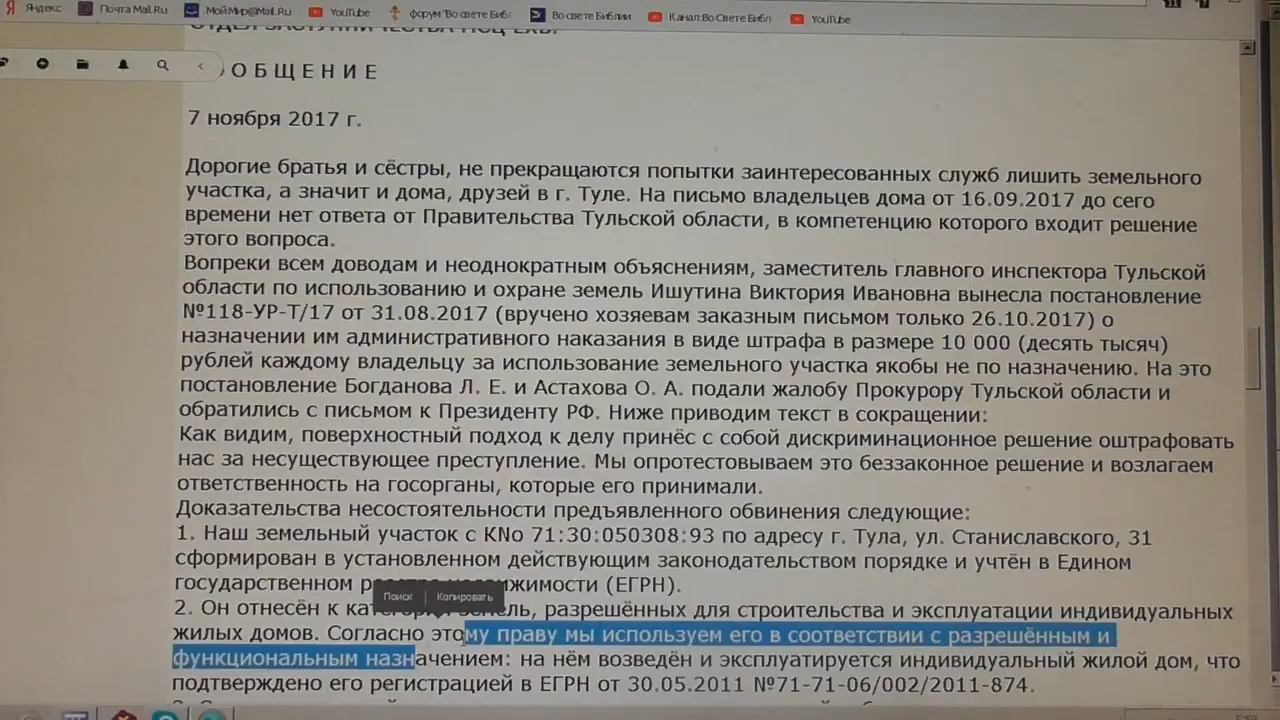 Яндекс Почта Mail.Ru МойМир@Mail.Ru YouTube форум "Во свете Библ Во свете Библии Канал:Во Свете Библ YouTube
ОТДЕЛ ЗАСТУПНИЧЕСТВА МСЦ ЕХБ.
ОБЩЕНИЕ
7 ноября 2017 г.
Дорогие братья и сёстры, не прекращаются попытки заинтересованных служб лишить земельного
участка, а значит и дома, друзей в г. Туле. На письмо владельцев дома от 16.09.2017 до сего
времени нет ответа от Правительства Тульской области, в компетенцию которого входит решение
этого вопроса.
Вопреки всем доводам и неоднократным объяснениям, заместитель главного инспектора Тульской
области по использованию и охране земель Ишутина Виктория Ивановна вынесла постановление
№118-УР-Т/17 от 31.08.2017 (вручено хозяевам заказным письмом только 26.10.2017) о
назначении им административного наказания в виде штрафа в размере 10 000 (десять тысяч)
рублей каждому владельцу за использование земельного участка якобы не по назначению. На это
постановление Богданова Л. Е. и Астахова О. А. подали жалобу Прокурору Тульской области и
обратились с письмом к Президенту РФ. Ниже приводим текст в сокращении:
Как видим, поверхностный подход к делу принёс с собой дискриминационное решение оштрафовать
нас за несуществующее преступление. Мы опротестовываем это беззаконное решение и возлагаем
ответственность на госорганы, которые его принимали.
Доказательства несостоятельности предъявленного обвинения следующие:
1. Наш земельный участок с КNo 71:30:050308:93 по адресу г. Тула, ул. Станиславского, 31
сформирован в установленном действующим законодательством порядке и учтён в Едином
государственном реестре недвижимости (ЕГРН).
Поиск Копировать
2. Он отнесён к категории земель, разрешённых для строительства и эксплуатации индивидуальных
жилых домов. Согласно этому праву мы используем его в соответствии с разрешённым и
функциональным назначением: на нём возведён и эксплуатируется индивидуальный жилой дом, что
подтверждено его регистрацией в ЕГРН от 30.05.2011 №71-71-06/002/2011-874.